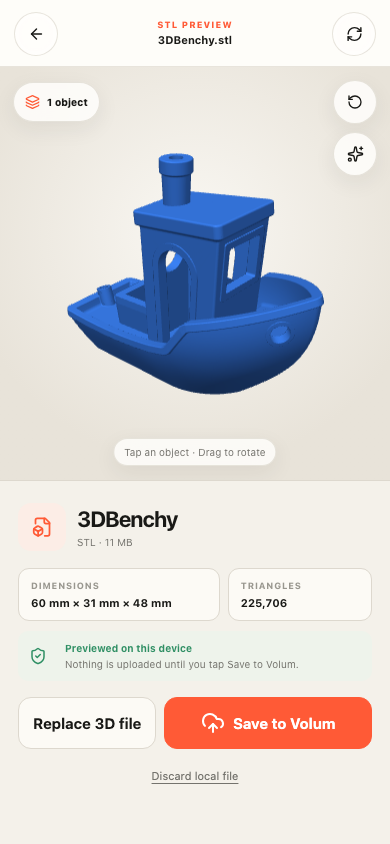 STL PREVIEW
3DBenchy.stl
1 object
Tap an object · Drag to rotate
3DBenchy
STL · 11 MB
DIMENSIONS
60 mm × 31 mm × 48 mm
TRIANGLES
225,706
Previewed on this device
Nothing is uploaded until you tap Save to Volum.
Replace 3D file
Save to Volum
Discard local file